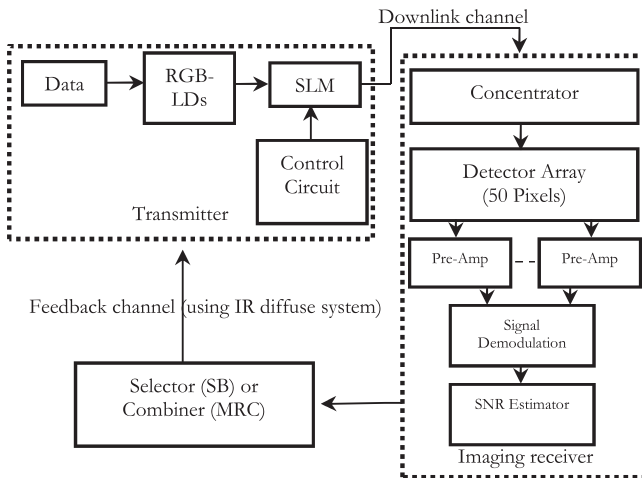 Downlink channel
Data
RGB-
LDs
SLM
Control
Circuit
Transmitter
Concentrator
Detector Array
(50 Pixels)
Pre-Amp
Pre-Amp
Signal
Demodulation
SNR Estimator
Imaging receiver
Feedback channel (using IR diffuse system)
Selector (SB) or
Combiner (MRC)